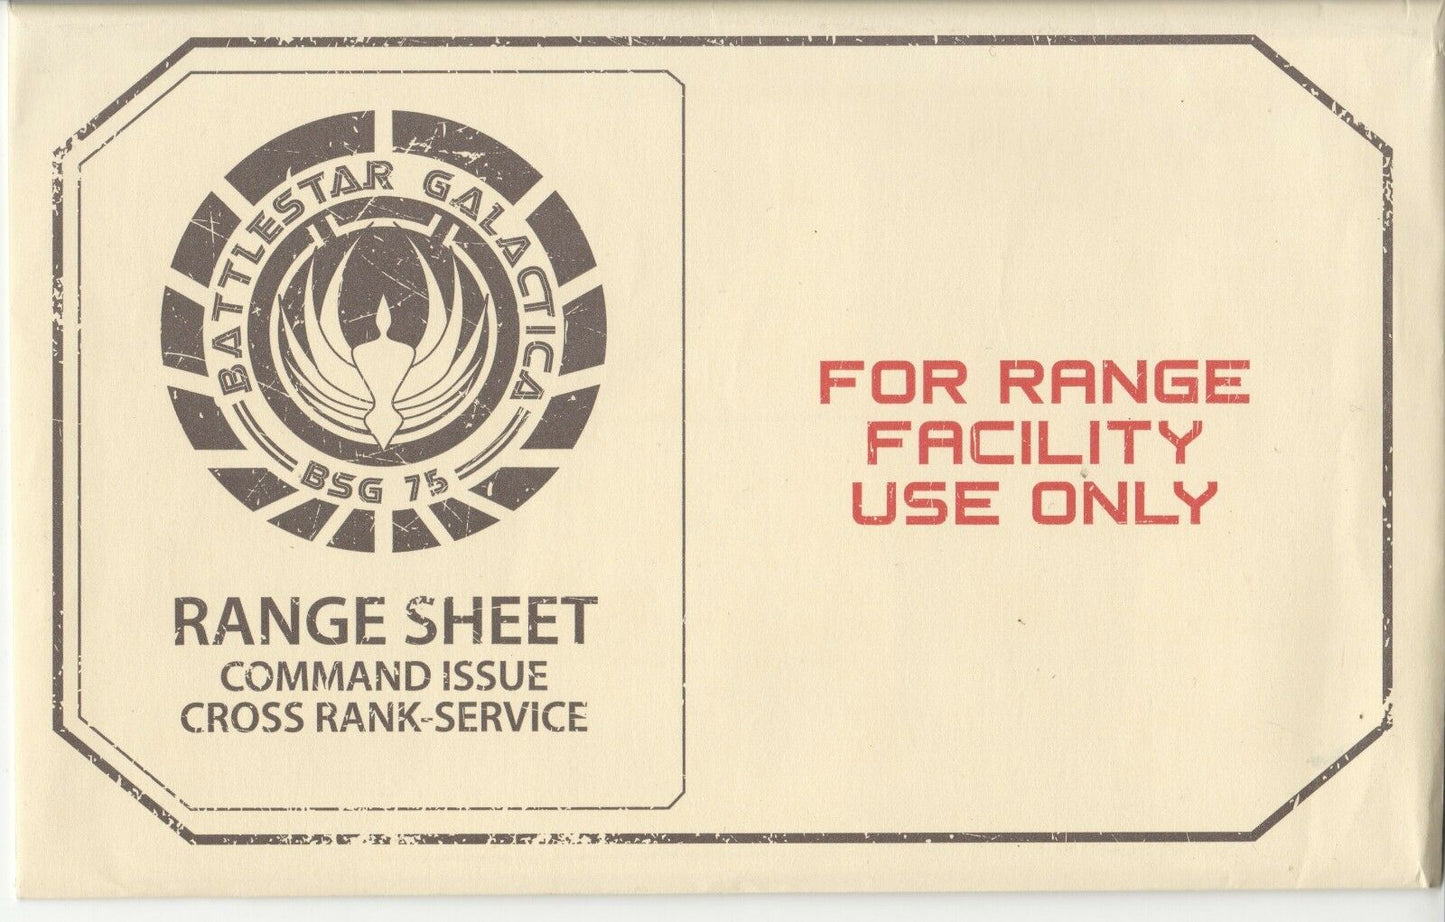 BATTLESTAR GALACTICA
BSG 75
RANGE SHEET
COMMAND ISSUE
CROSS RANK-SERVICE
FOR RANGE
FACILITY
USE ONLY